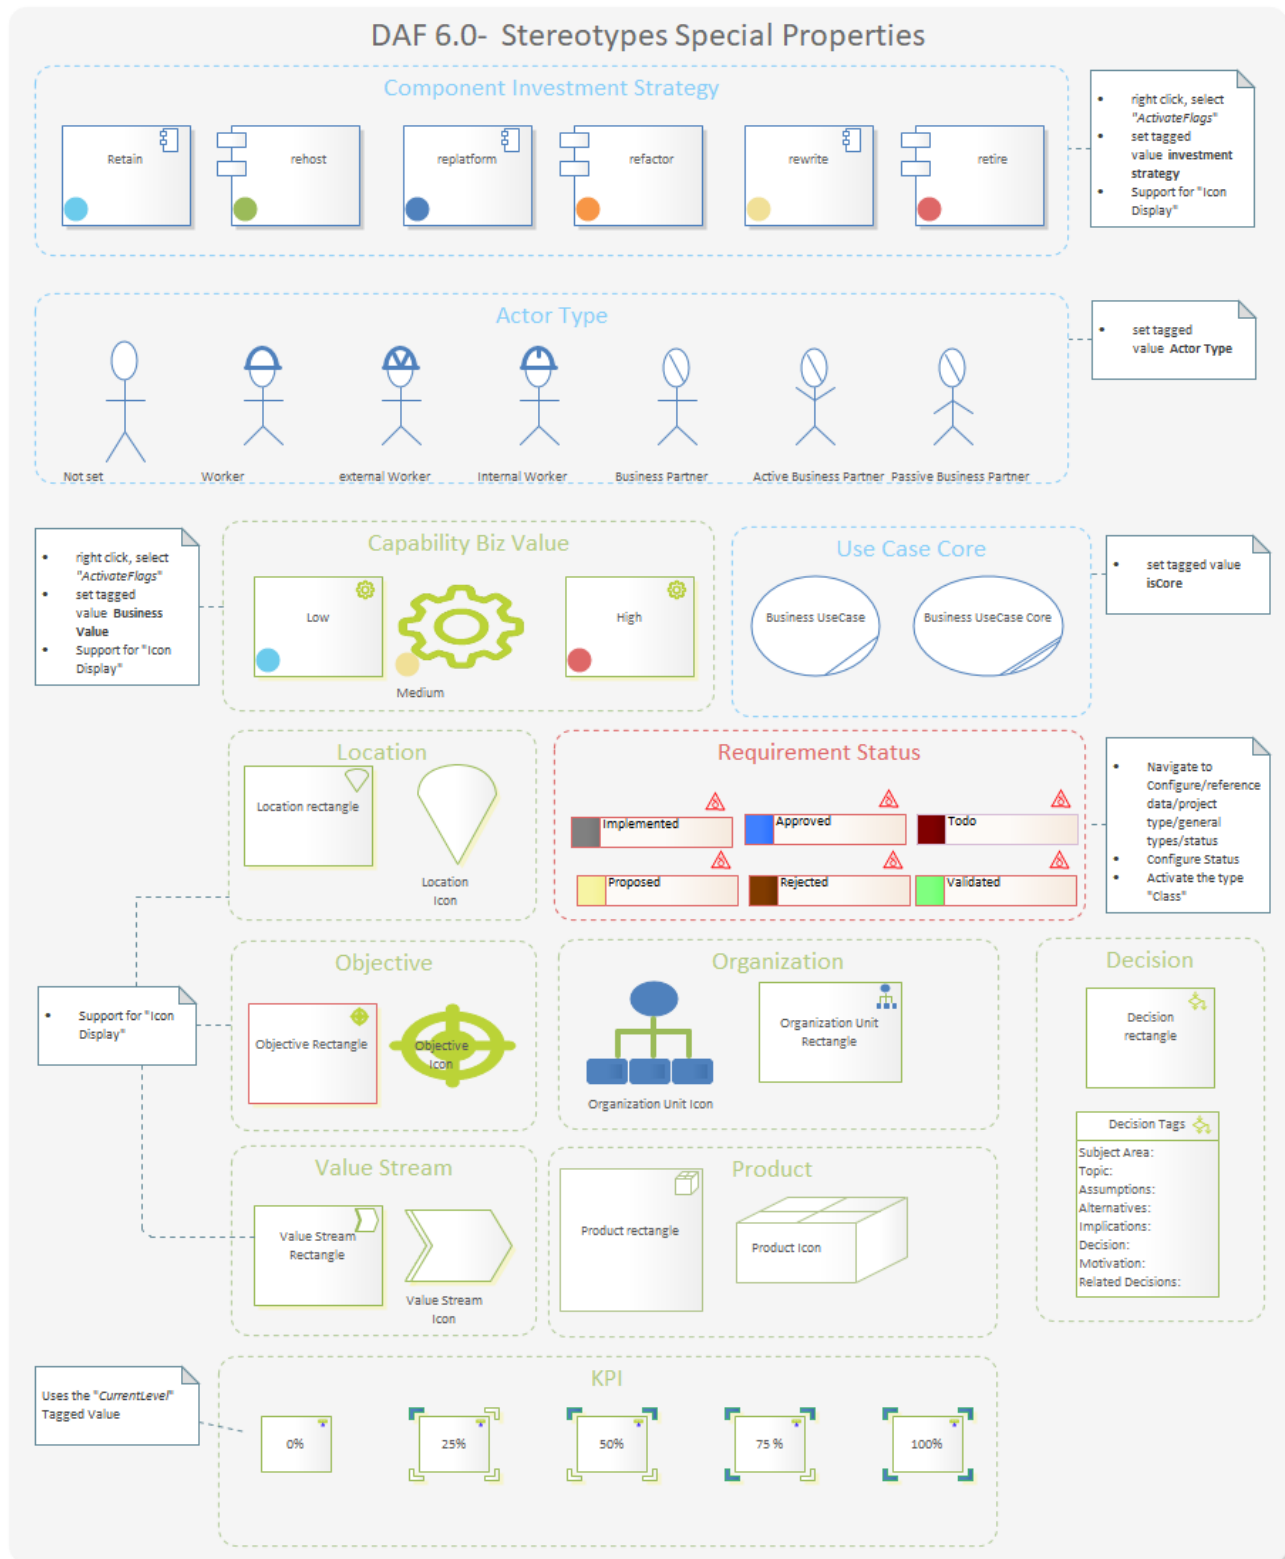 DAF 6.0- Stereotypes Special Properties
Component Investment Strategy
Retain
rehost
replatform
refactor
rewrite
retire
right click, select
"ActivateFlags"
set tagged
value investment
strategy
Support for "Icon
Display"
Actor Type
Not set
Worker
external Worker
Internal Worker
Business Partner
Active Business Partner
Passive Business Partner
set tagged
value Actor Type
right click, select
"ActivateFlags"
set tagged
value Business
Value
Support for "Icon
Display"
Capability Biz Value
Low
Medium
High
Use Case Core
Business UseCase
Business UseCase Core
set tagged value
isCore
Location
Location rectangle
Location
Icon
Requirement Status
Implemented
Approved
Todo
Proposed
Rejected
Validated
Navigate to
Configure/reference
data/project
type/general
types/status
Configure Status
Activate the type
"Class"
Support for "Icon
Display"
Objective
Objective Rectangle
Objective
Icon
Organization
Organization Unit Icon
Organization Unit
Rectangle
Decision
Decision
rectangle
Decision Tags
Subject Area:
Topic:
Assumptions:
Alternatives:
Implications:
Decision:
Motivation:
Related Decisions:
Value Stream
Value Stream
Rectangle
Value Stream
Icon
Product
Product rectangle
Product Icon
Uses the "CurrentLevel"
Tagged Value
KPI
0%
25%
50%
75 %
100%